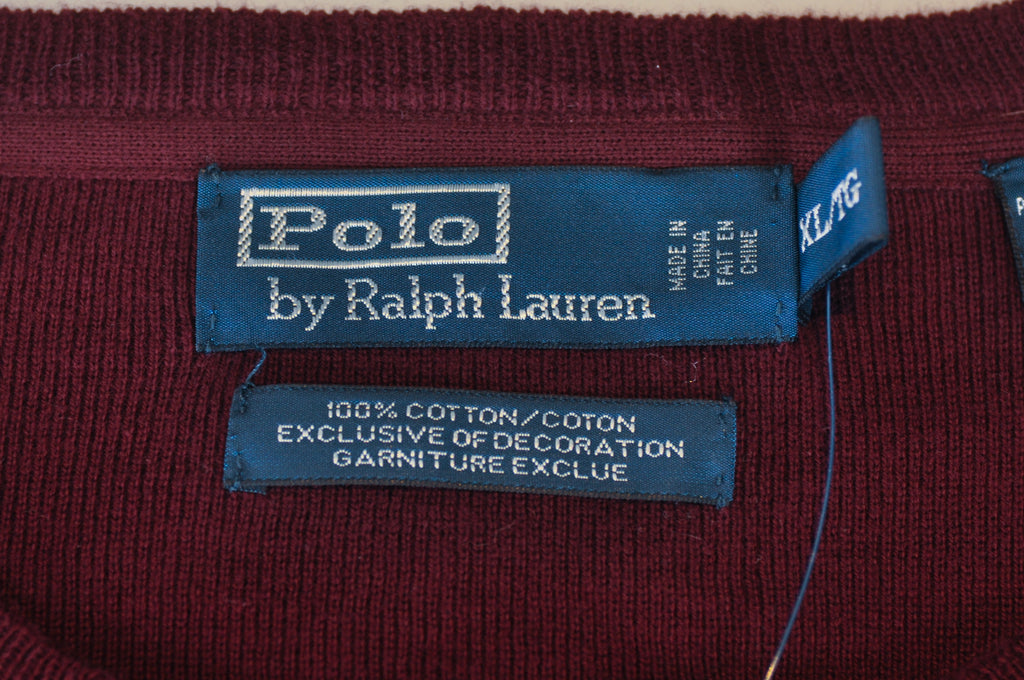 Polo
by Ralph Lauren
MADE IN
CHINA
FAIT EN
CHINE
XL/TG
100% COTTON/COTON
EXCLUSIVE OF DECORATION
GARNITURE EXCLUE